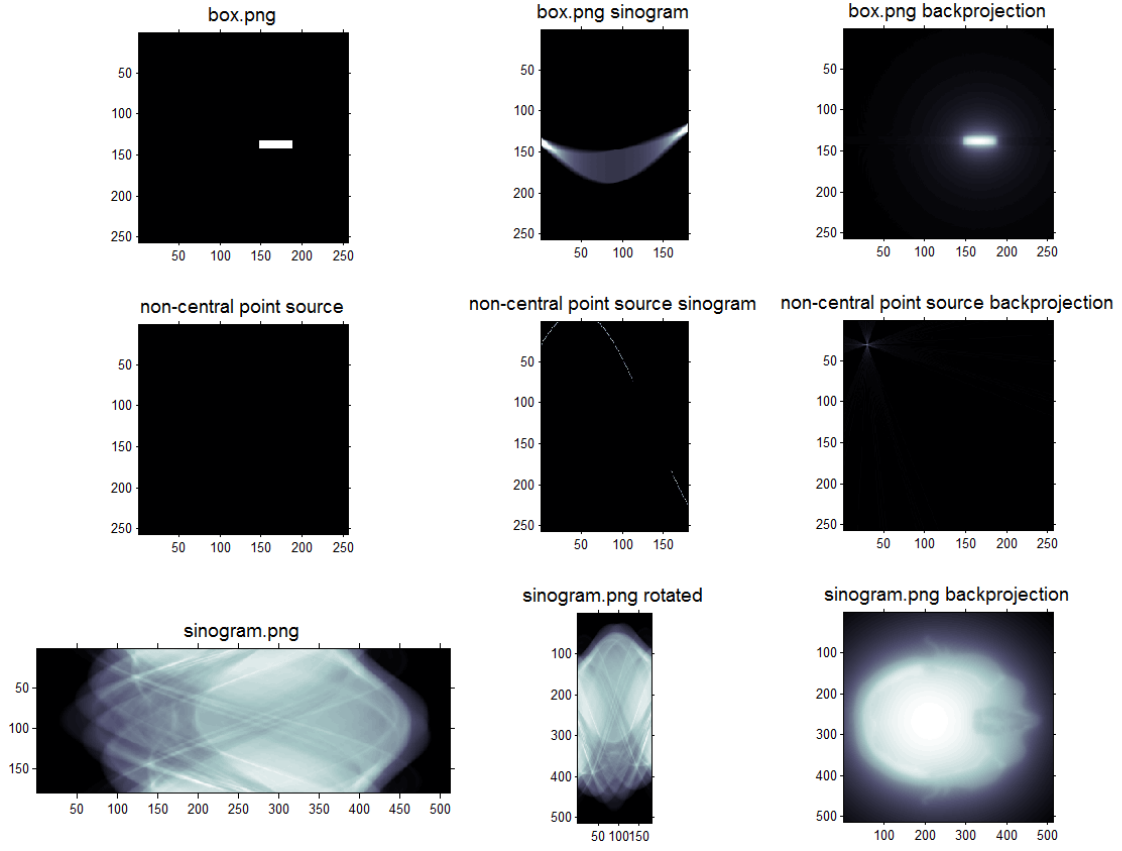 box.png
box.png sinogram
box.png backprojection
50
100
150
200
250
50 100 150 200 250
50
100
150
200
250
50 100 150
50
100
150
200
250
50 100 150 200 250
non-central point source
non-central point source sinogram
non-central point source backprojection
50
100
150
200
250
50 100 150 200 250
50
100
150
200
250
50 100 150
50
100
150
200
250
50 100 150 200 250
sinogram.png
sinogram.png rotated
sinogram.png backprojection
50
100
150
50 100 150 200 250 300 350 400 450 500
100
200
300
400
500
50 100 150
100
200
300
400
500
100 200 300 400 500